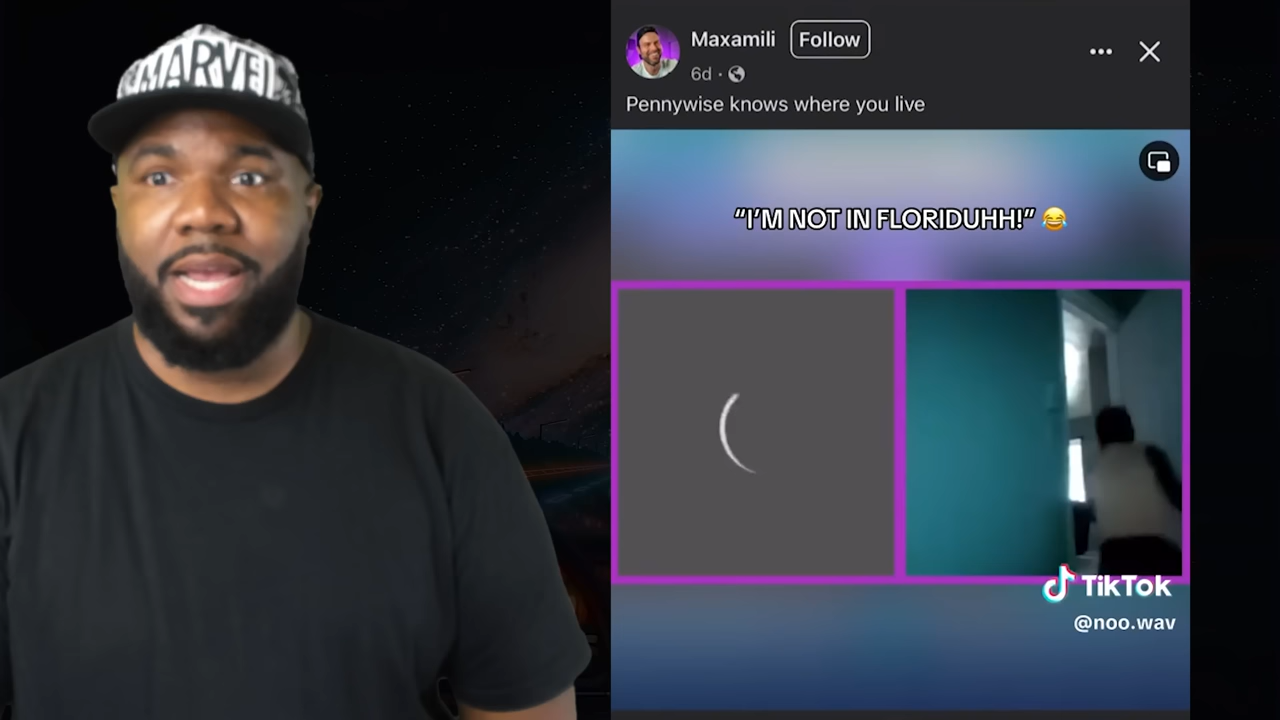 MARVEL
Maxamili
Follow
6d ·
Pennywise knows where you live
“I’M NOT IN FLORIDUHH!” 😂
TikTok
@noo.wav